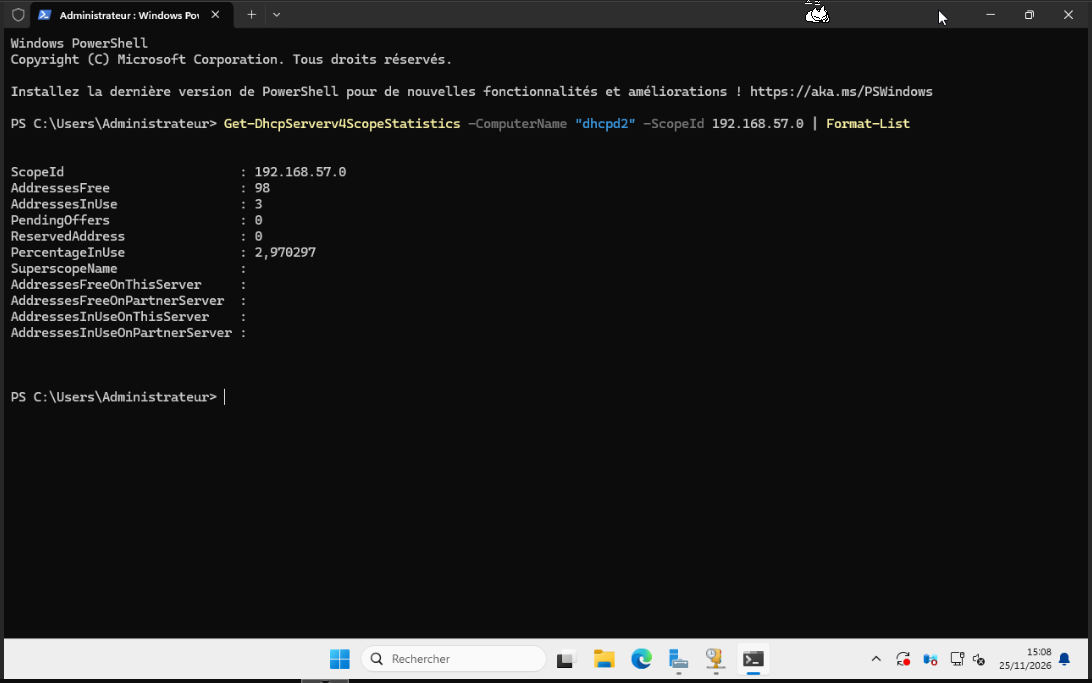 Administrateur : Windows Pow
Windows PowerShell
Copyright (C) Microsoft Corporation. Tous droits réservés.
Installez la dernière version de PowerShell pour de nouvelles fonctionnalités et améliorations ! https://aka.ms/PSWindows
PS C:\Users\Administrateur> Get-DhcpServerv4ScopeStatistics -ComputerName "dhcpd2" -ScopeId 192.168.57.0 | Format-List
ScopeId                       : 192.168.57.0
AddressesFree                 : 98
AddressesInUse                : 3
PendingOffers                 : 0
ReservedAddress               : 0
PercentageInUse               : 2,970297
SuperscopeName                :
AddressesFreeOnThisServer     :
AddressesFreeOnPartnerServer  :
AddressesInUseOnThisServer    :
AddressesInUseOnPartnerServer :
PS C:\Users\Administrateur>
Rechercher
15:08
25/11/2026